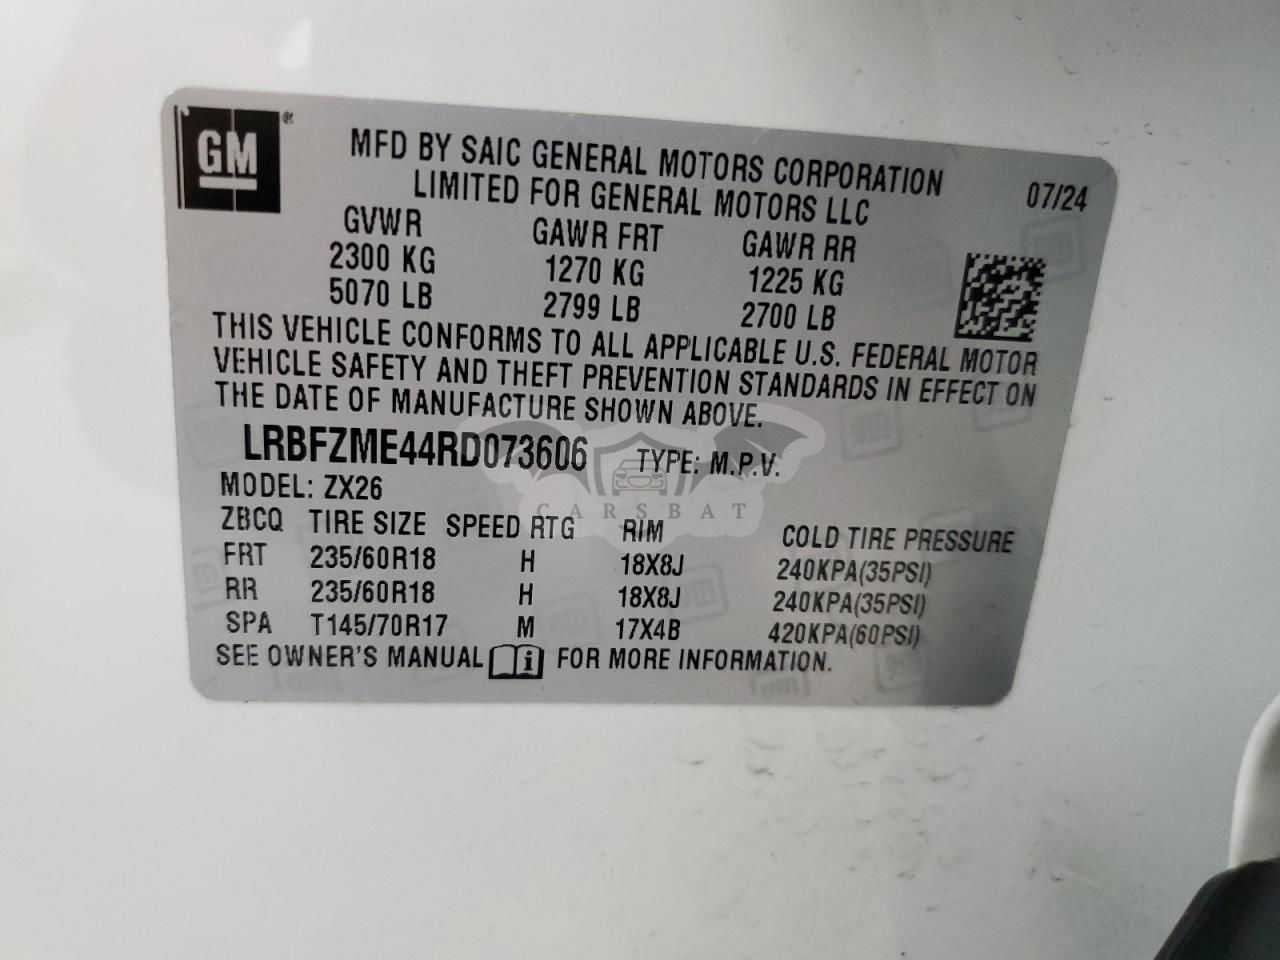 GM ®
MFD BY SAIC GENERAL MOTORS CORPORATION
LIMITED FOR GENERAL MOTORS LLC
07/24
GVWR GAWR FRT GAWR RR
2300 KG 1270 KG 1225 KG
5070 LB 2799 LB 2700 LB
THIS VEHICLE CONFORMS TO ALL APPLICABLE U.S. FEDERAL MOTOR
VEHICLE SAFETY AND THEFT PREVENTION STANDARDS IN EFFECT ON
THE DATE OF MANUFACTURE SHOWN ABOVE.
LRBFZME44RD073606 TYPE: M.P.V.
MODEL: ZX26
CARSBAT
ZBCQ TIRE SIZE SPEED RTG RIM COLD TIRE PRESSURE
FRT 235/60R18 H 18X8J 240KPA(35PSI)
RR 235/60R18 H 18X8J 240KPA(35PSI)
SPA T145/70R17 M 17X4B 420KPA(60PSI)
SEE OWNER'S MANUAL i FOR MORE INFORMATION.